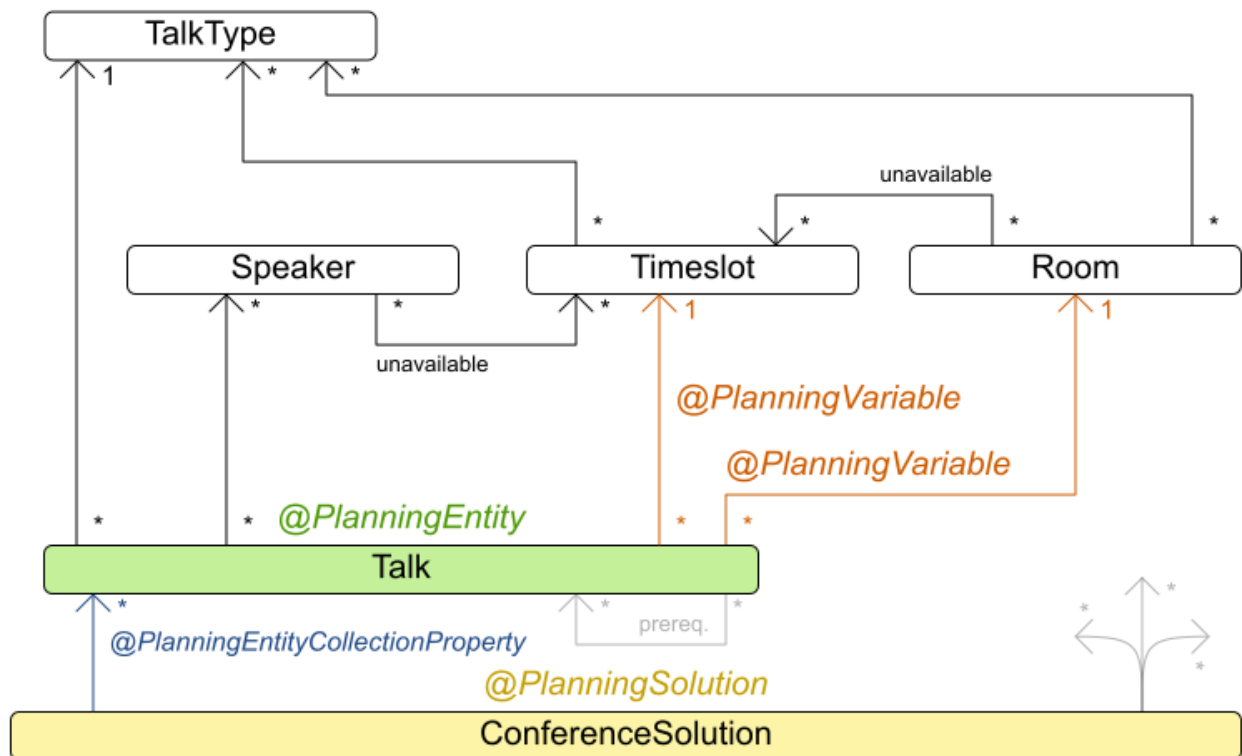 TalkType
1
*
*
unavailable
*
*
*
*
Speaker
Timeslot
Room
*
*
*
1
1
unavailable
@PlanningVariable
@PlanningVariable
*
*
@PlanningEntity
*
*
Talk
*
*
*
*
*
*
prereq.
@PlanningEntityCollectionProperty
@PlanningSolution
ConferenceSolution